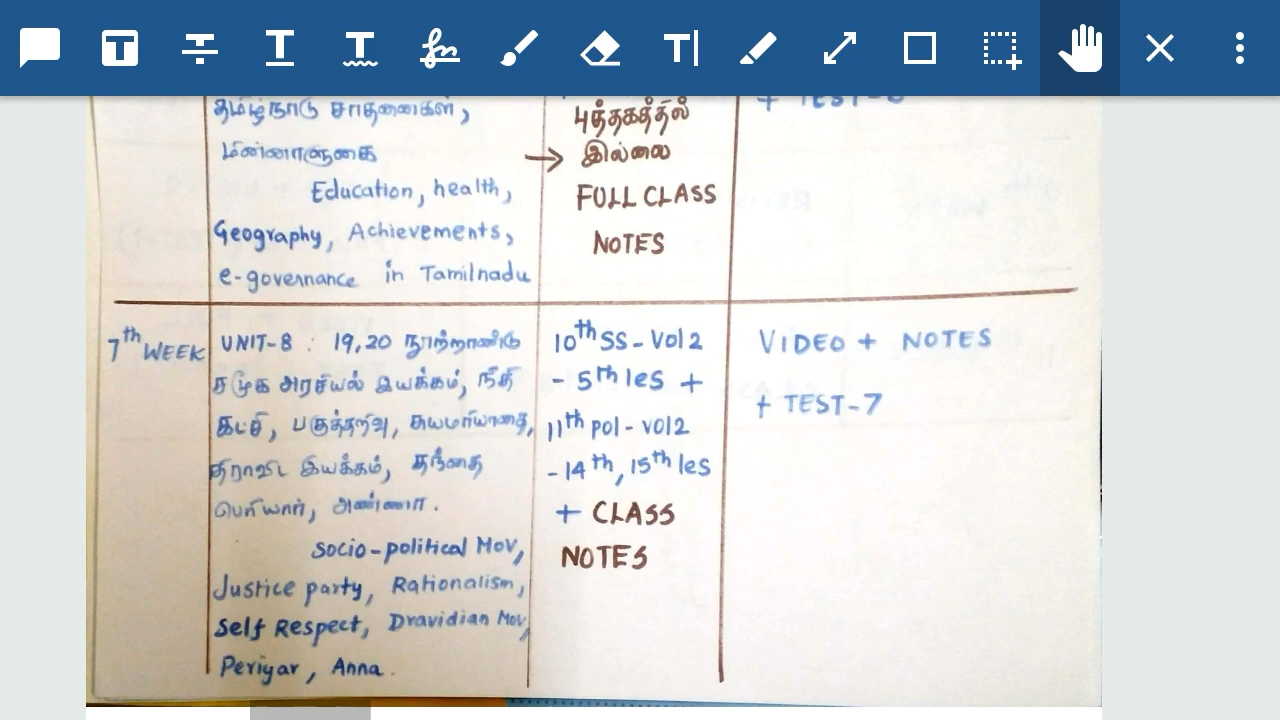 தமிழ்நாடு சாதனைகள்,
மின்னாளுகை
Education, health,
Geography, Achievements,
e-governance in Tamilnadu
புத்தகத்தில்
→ இல்லை
FULL CLASS
NOTES
7th WEEK
UNIT-8 : 19,20 நூற்றாண்டு
சமூக அரசியல் இயக்கம், நீதி
கட்சி, பகுத்தறிவு, சுயமரியாதை,
திராவிட இயக்கம், தந்தை
பெரியார், அண்ணா.
Socio-political Mov,
Justice party, Rationalism,
Self Respect, Dravidian Mov,
Periyar, Anna.
10th SS - Vol 2
- 5th les +
11th pol - vol2
- 14th, 15th les
+ CLASS
NOTES
VIDEO + NOTES
+ TEST-7